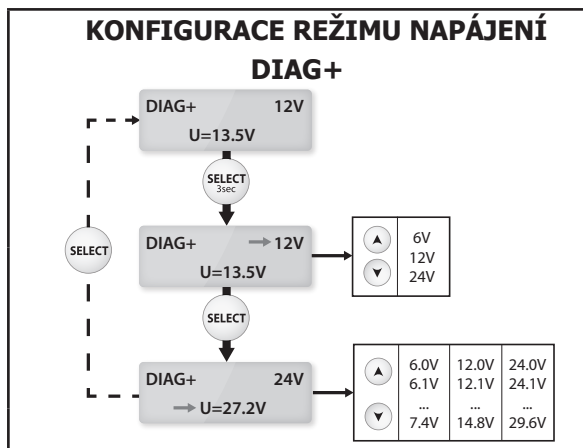 KONFIGURACE REŽIMU NAPÁJENÍ
DIAG+
DIAG+ 12V
U=13.5V
SELECT
3sec
DIAG+ 12V
U=13.5V
6V
12V
24V
SELECT
SELECT
DIAG+ 24V
U=27.2V
6.0V 12.0V 24.0V
6.1V 12.1V 24.1V
... ... ...
7.4V 14.8V 29.6V